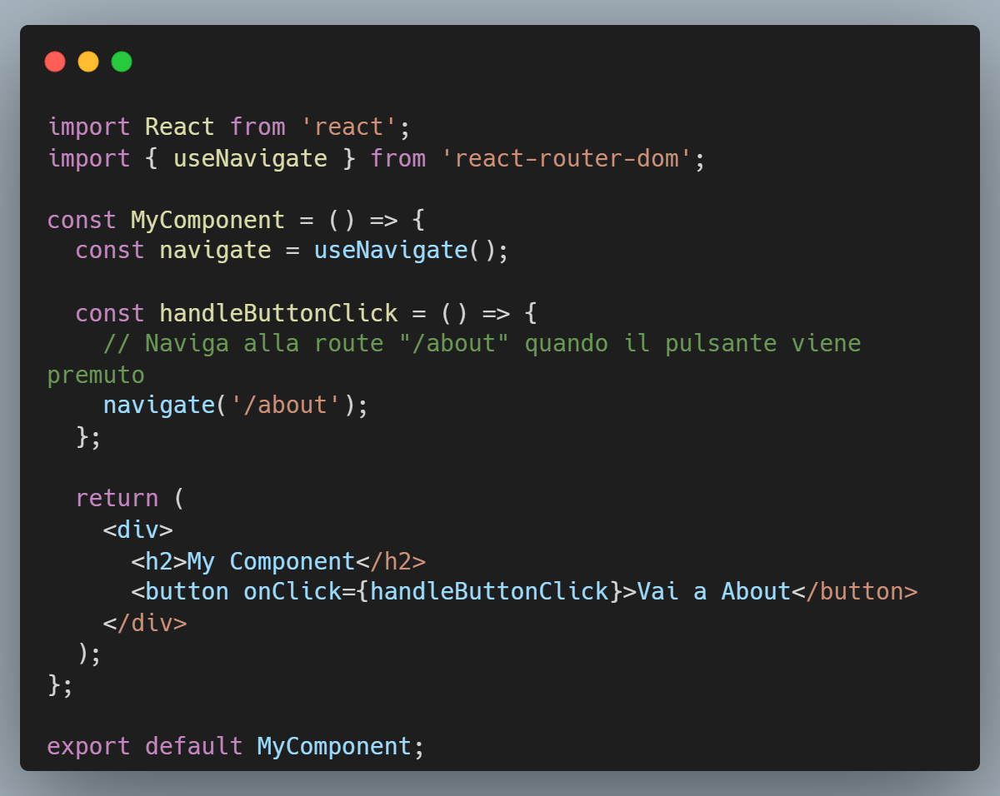 import React from 'react';
import { useNavigate } from 'react-router-dom';

const MyComponent = () => {
  const navigate = useNavigate();

  const handleButtonClick = () => {
    // Naviga alla route "/about" quando il pulsante viene
premuto
    navigate('/about');
  };

  return (
    <div>
      <h2>My Component</h2>
      <button onClick={handleButtonClick}>Vai a About</button>
    </div>
  );
};

export default MyComponent;